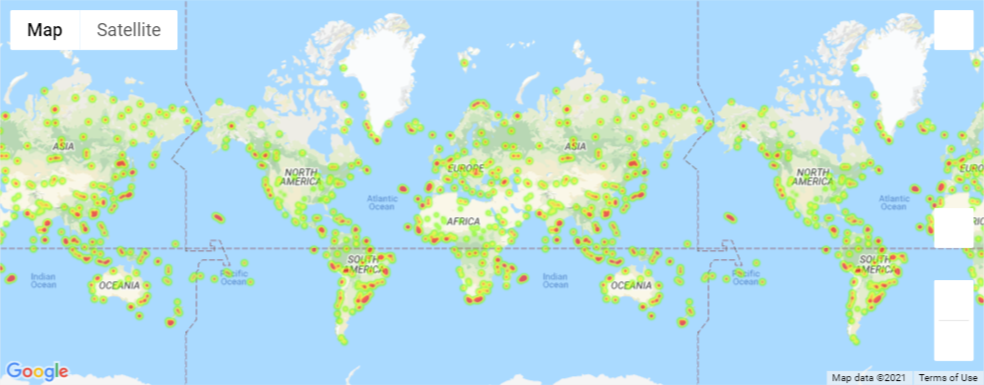 Map
Satellite
ASIA
NORTH
AMERICA
Atlantic
Ocean
EUROPE
AFRICA
ASIA
NORTH
AMERICA
Atlantic
Ocean
EUROPE
Indian
Ocean
OCEANIA
Pacific
Ocean
SOUTH
AMERICA
Indian
Ocean
OCEANIA
Pacific
Ocean
SOUTH
AMERICA
Google
Map data ©2021
Terms of Use